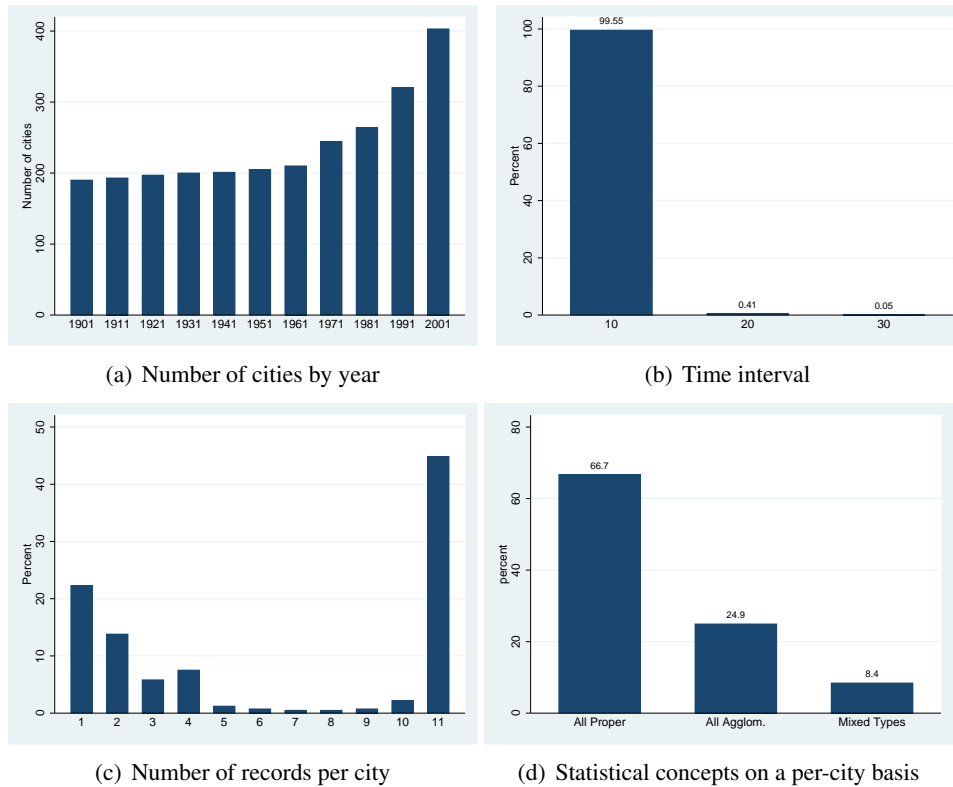 Number of cities
400
300
200
100
0
1901 1911 1921 1931 1941 1951 1961 1971 1981 1991 2001
(a) Number of cities by year
Percent
100
80
60
40
20
0
99.55
0.41
0.05
10 20 30
(b) Time interval
Percent
50
40
30
20
10
0
1 2 3 4 5 6 7 8 9 10 11
(c) Number of records per city
percent
80
60
40
20
0
66.7
24.9
8.4
All Proper All Agglom. Mixed Types
(d) Statistical concepts on a per-city basis